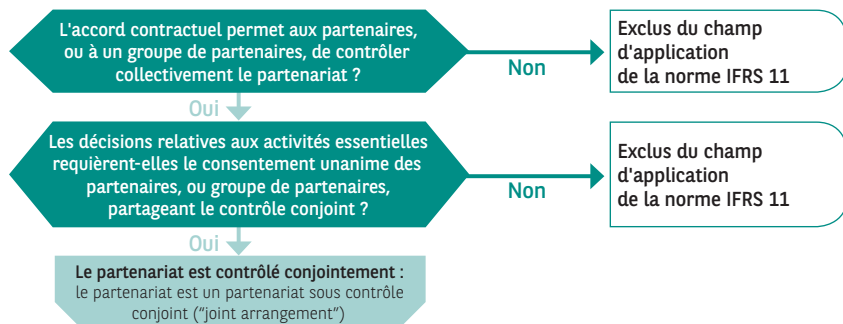 L'accord contractuel permet aux partenaires,
ou à un groupe de partenaires, de contrôler
collectivement le partenariat ?
Non
Exclus du champ
d'application
de la norme IFRS 11
Oui
Les décisions relatives aux activités essentielles
requièrent-elles le consentement unanime des
partenaires, ou groupe de partenaires,
partageant le contrôle conjoint ?
Non
Exclus du champ
d'application
de la norme IFRS 11
Oui
Le partenariat est contrôlé conjointement :
le partenariat est un partenariat sous contrôle
conjoint ("joint arrangement")